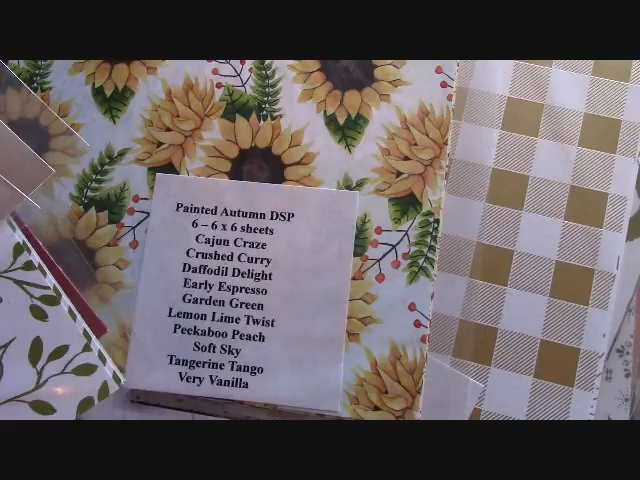 Painted Autumn DSP
6 – 6 x 6 sheets
Cajun Craze
Crushed Curry
Daffodil Delight
Early Espresso
Garden Green
Lemon Lime Twist
Peekaboo Peach
Soft Sky
Tangerine Tango
Very Vanilla